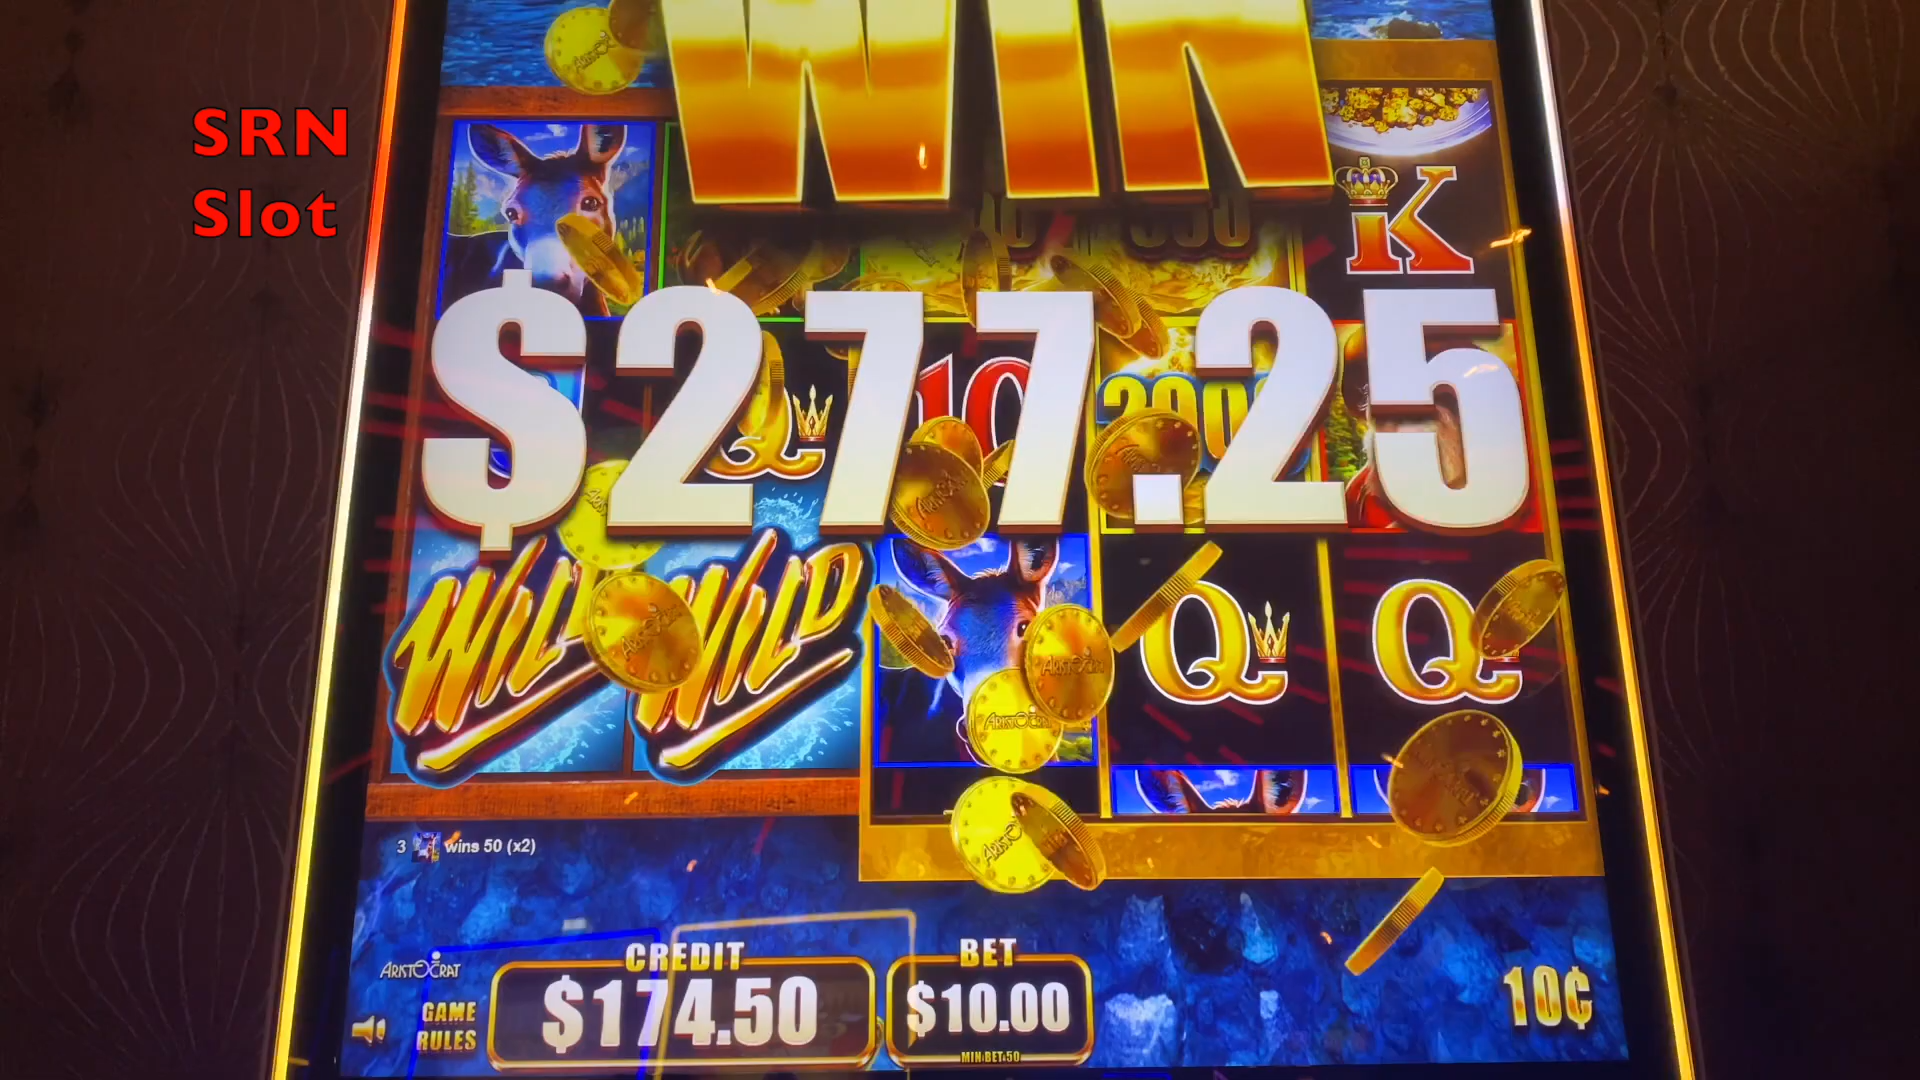 WIN
SRN
Slot
K
$277.25
Q
10
WILD
WILD
Q
Q
3 wins 50 (x2)
ARISTOCRAT
GAME
RULES
CREDIT
$174.50
BET
$10.00
MIN BET 50
10¢